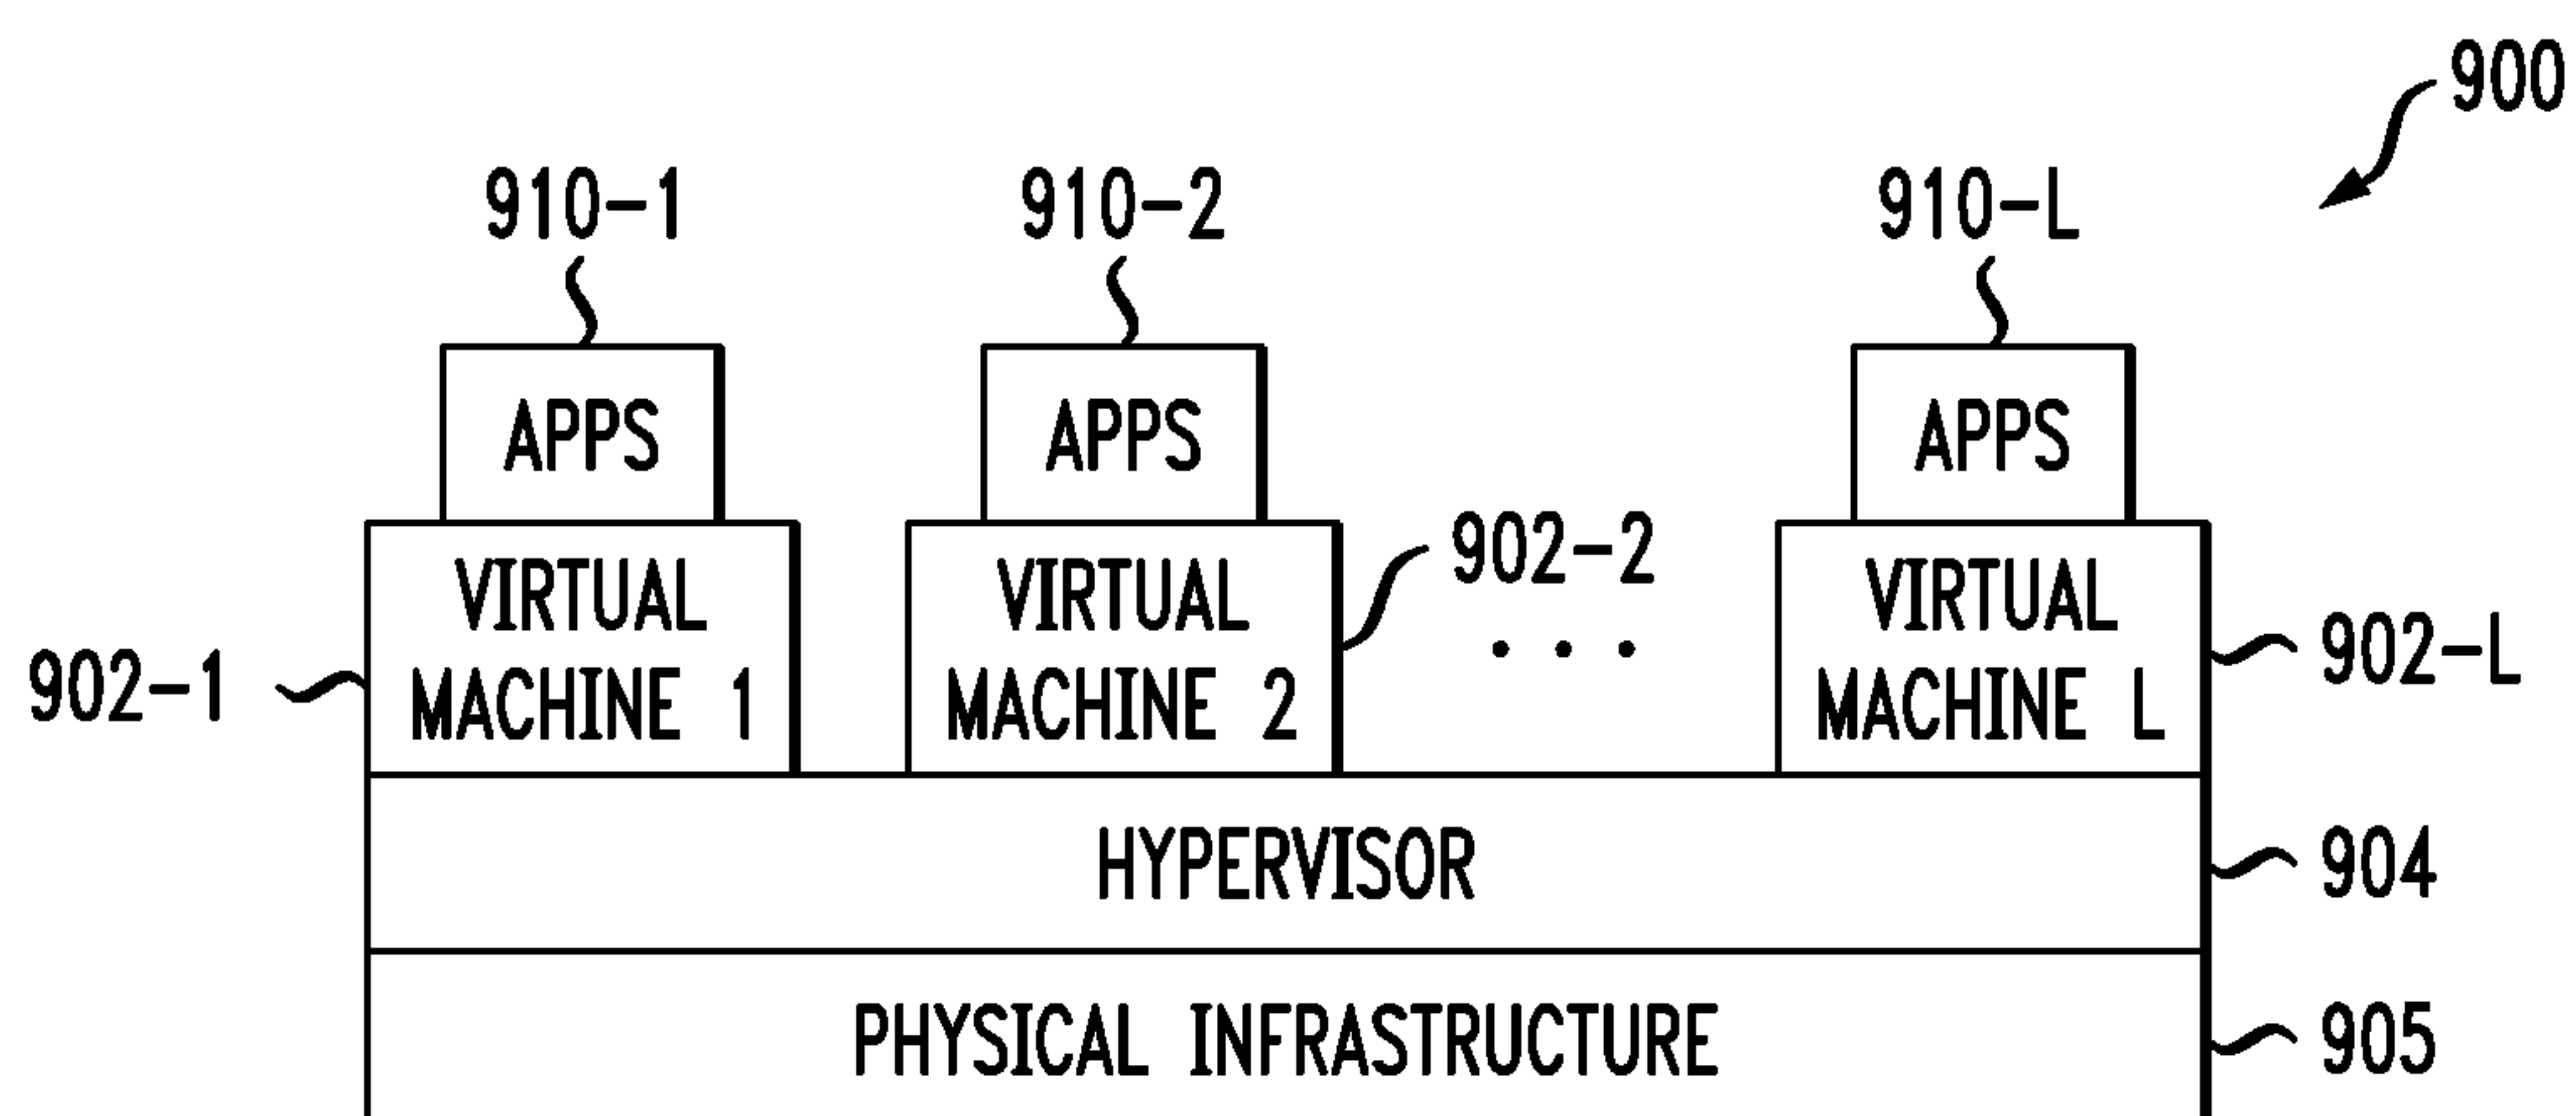 900
910-1 910-2 910-L
APPS APPS APPS
902-2
VIRTUAL VIRTUAL VIRTUAL
902-L
902-1
MACHINE 1 MACHINE 2 MACHINE L
. . .
HYPERVISOR
904
PHYSICAL INFRASTRUCTURE
905